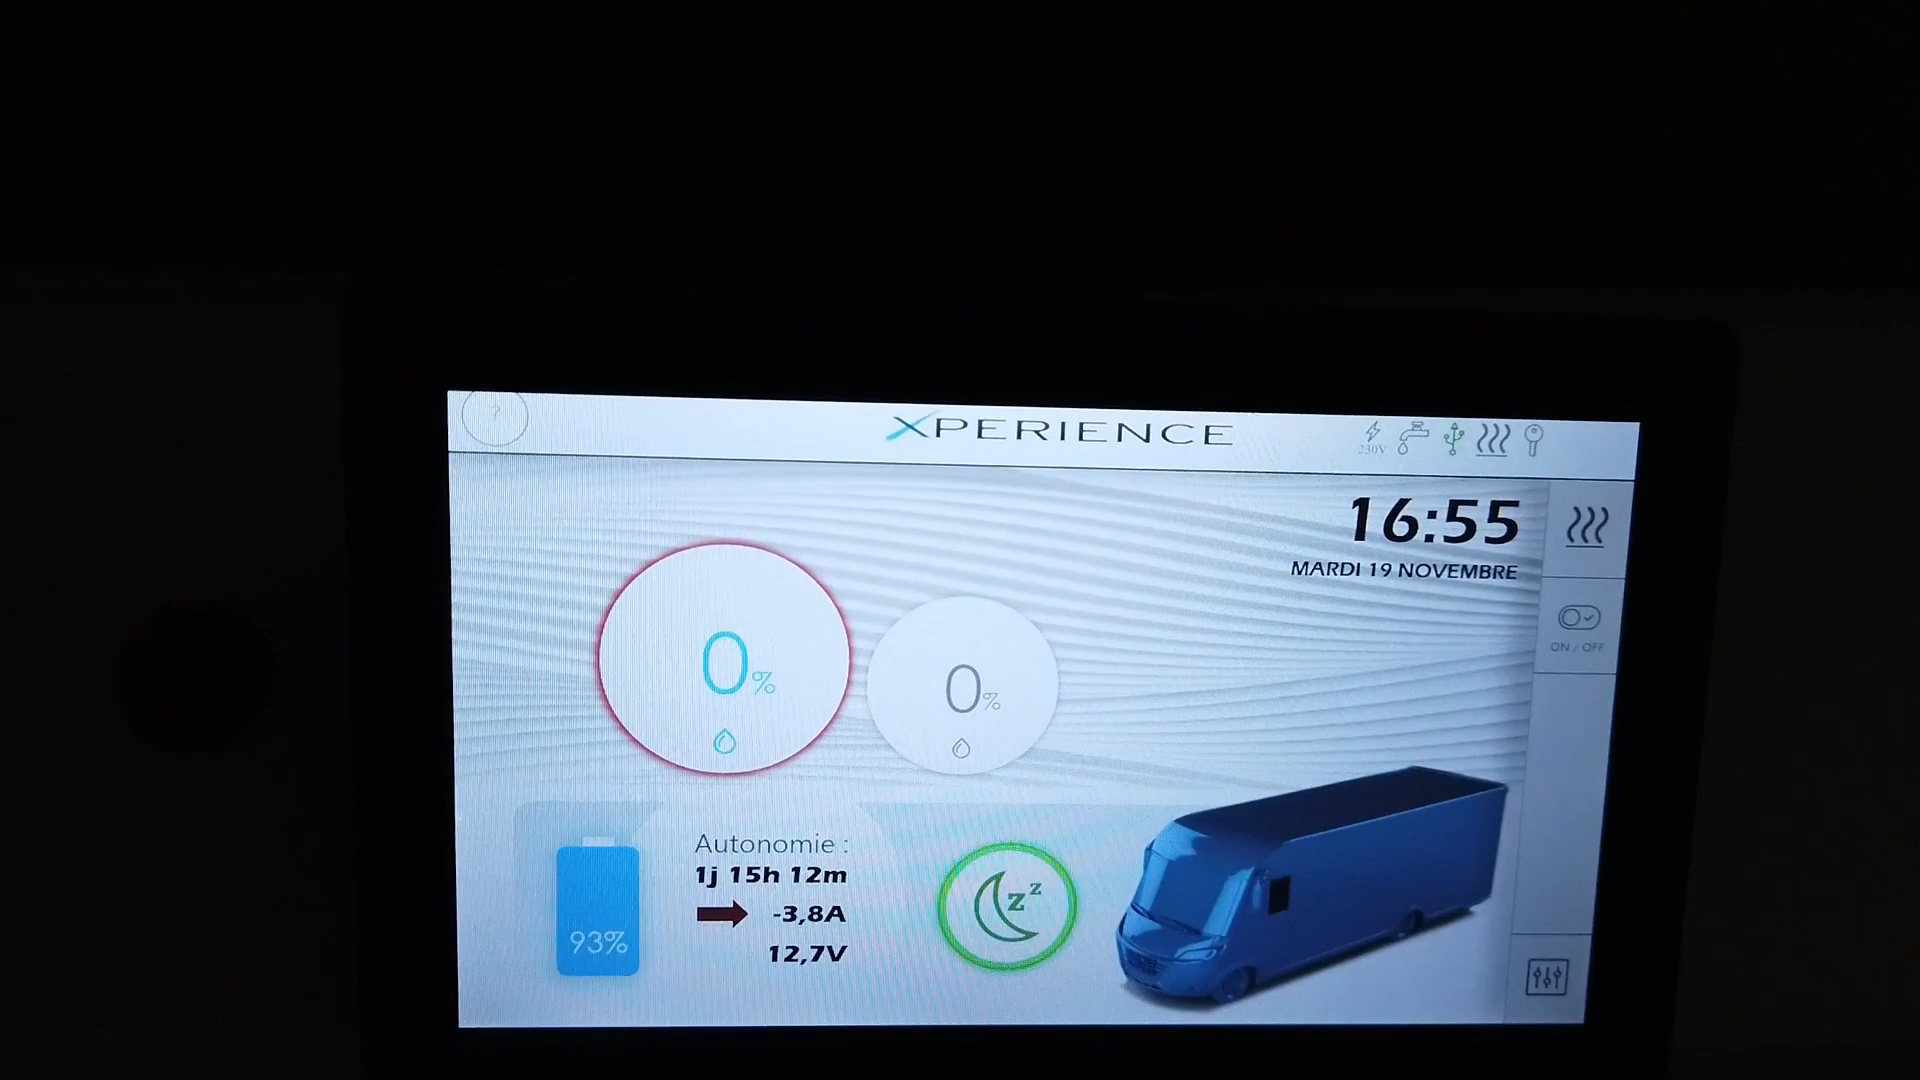 ?
XPERIENCE
230V
16:55
MARDI 19 NOVEMBRE
ON / OFF
0%
0%
Autonomie :
1j 15h 12m
-3,8A
12,7V
93%
z z